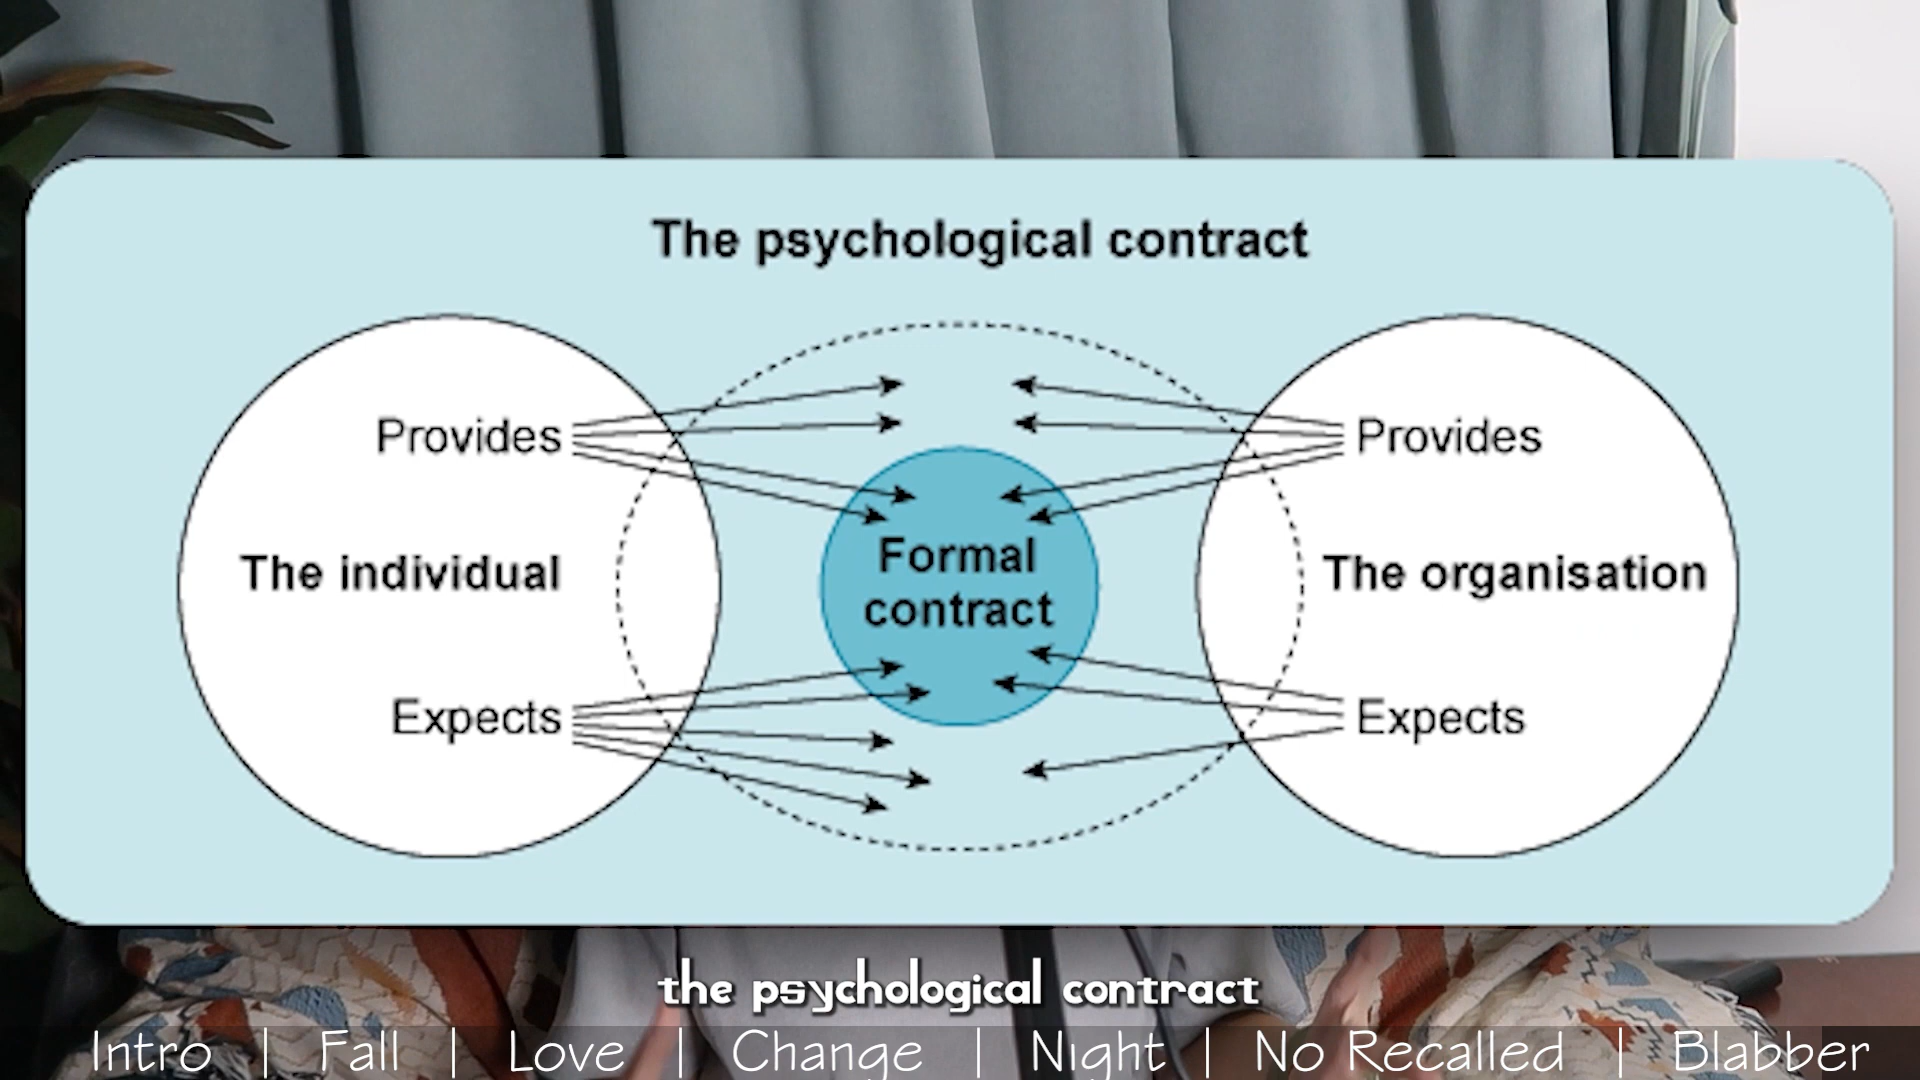 The psychological contract
Provides
Provides
The individual
Formal
contract
The organisation
Expects
Expects
the psychological contract
Intro | Fall | Love | Change | Night | No Recalled | Blabber